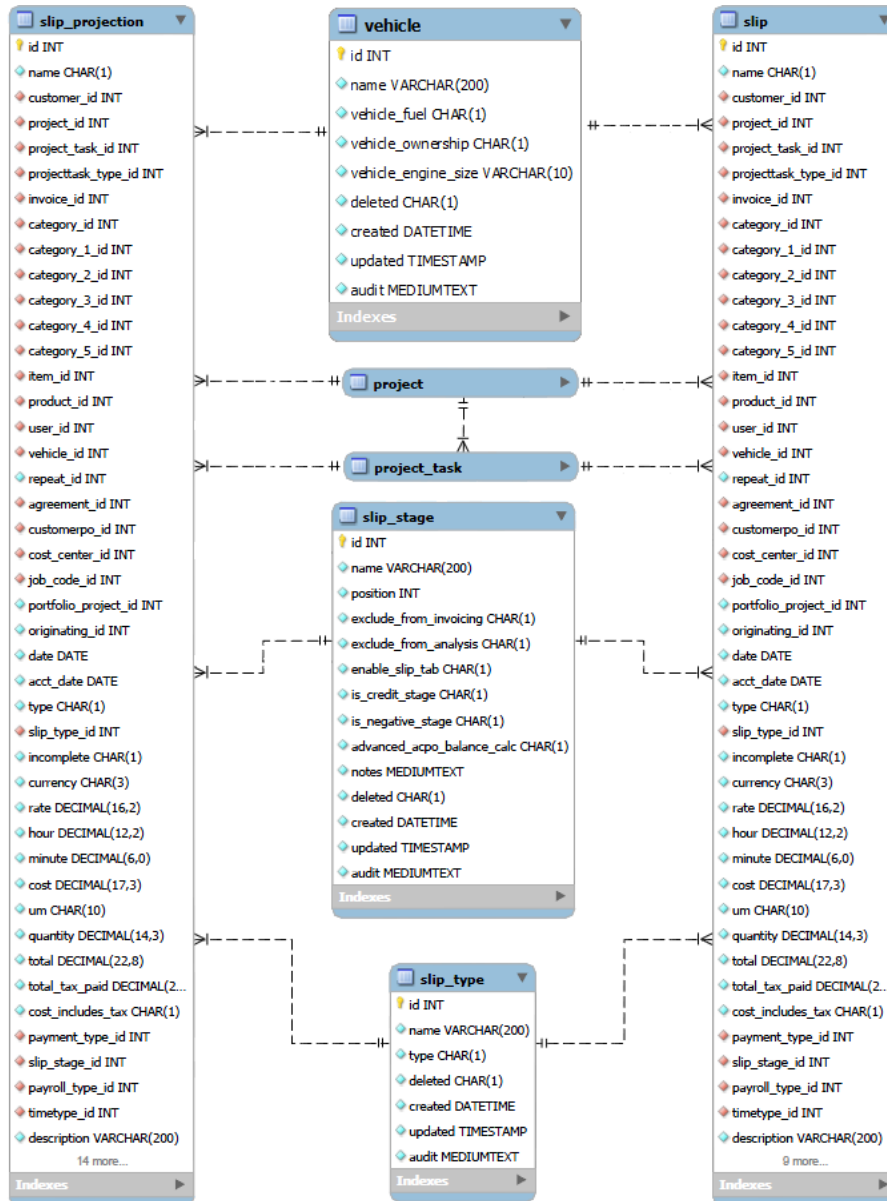 slip_projection
id INT
name CHAR(1)
customer_id INT
project_id INT
project_task_id INT
projecttask_type_id INT
invoice_id INT
category_id INT
category_1_id INT
category_2_id INT
category_3_id INT
category_4_id INT
category_5_id INT
item_id INT
product_id INT
user_id INT
vehicle_id INT
repeat_id INT
agreement_id INT
customerpo_id INT
cost_center_id INT
job_code_id INT
portfolio_project_id INT
originating_id INT
date DATE
acct_date DATE
type CHAR(1)
slip_type_id INT
incomplete CHAR(1)
currency CHAR(3)
rate DECIMAL(16,2)
hour DECIMAL(12,2)
minute DECIMAL(6,0)
cost DECIMAL(17,3)
um CHAR(10)
quantity DECIMAL(14,3)
total DECIMAL(22,8)
total_tax_paid DECIMAL(2...
cost_includes_tax CHAR(1)
payment_type_id INT
slip_stage_id INT
payroll_type_id INT
timetype_id INT
description VARCHAR(200)
14 more...
Indexes
vehicle
id INT
name VARCHAR(200)
vehicle_fuel CHAR(1)
vehicle_ownership CHAR(1)
vehicle_engine_size VARCHAR(10)
deleted CHAR(1)
created DATETIME
updated TIMESTAMP
audit MEDIUMTEXT
Indexes
project
project_task
slip_stage
id INT
name VARCHAR(200)
position INT
exclude_from_invoicing CHAR(1)
exclude_from_analysis CHAR(1)
enable_slip_tab CHAR(1)
is_credit_stage CHAR(1)
is_negative_stage CHAR(1)
advanced_acpo_balance_calc CHAR(1)
notes MEDIUMTEXT
deleted CHAR(1)
created DATETIME
updated TIMESTAMP
audit MEDIUMTEXT
Indexes
slip_type
id INT
name VARCHAR(200)
type CHAR(1)
deleted CHAR(1)
created DATETIME
updated TIMESTAMP
audit MEDIUMTEXT
Indexes
slip
id INT
name CHAR(1)
customer_id INT
project_id INT
project_task_id INT
projecttask_type_id INT
invoice_id INT
category_id INT
category_1_id INT
category_2_id INT
category_3_id INT
category_4_id INT
category_5_id INT
item_id INT
product_id INT
user_id INT
vehicle_id INT
repeat_id INT
agreement_id INT
customerpo_id INT
cost_center_id INT
job_code_id INT
portfolio_project_id INT
originating_id INT
date DATE
acct_date DATE
type CHAR(1)
slip_type_id INT
incomplete CHAR(1)
currency CHAR(3)
rate DECIMAL(16,2)
hour DECIMAL(12,2)
minute DECIMAL(6,0)
cost DECIMAL(17,3)
um CHAR(10)
quantity DECIMAL(14,3)
total DECIMAL(22,8)
total_tax_paid DECIMAL(2...
cost_includes_tax CHAR(1)
payment_type_id INT
slip_stage_id INT
payroll_type_id INT
timetype_id INT
description VARCHAR(200)
9 more...
Indexes